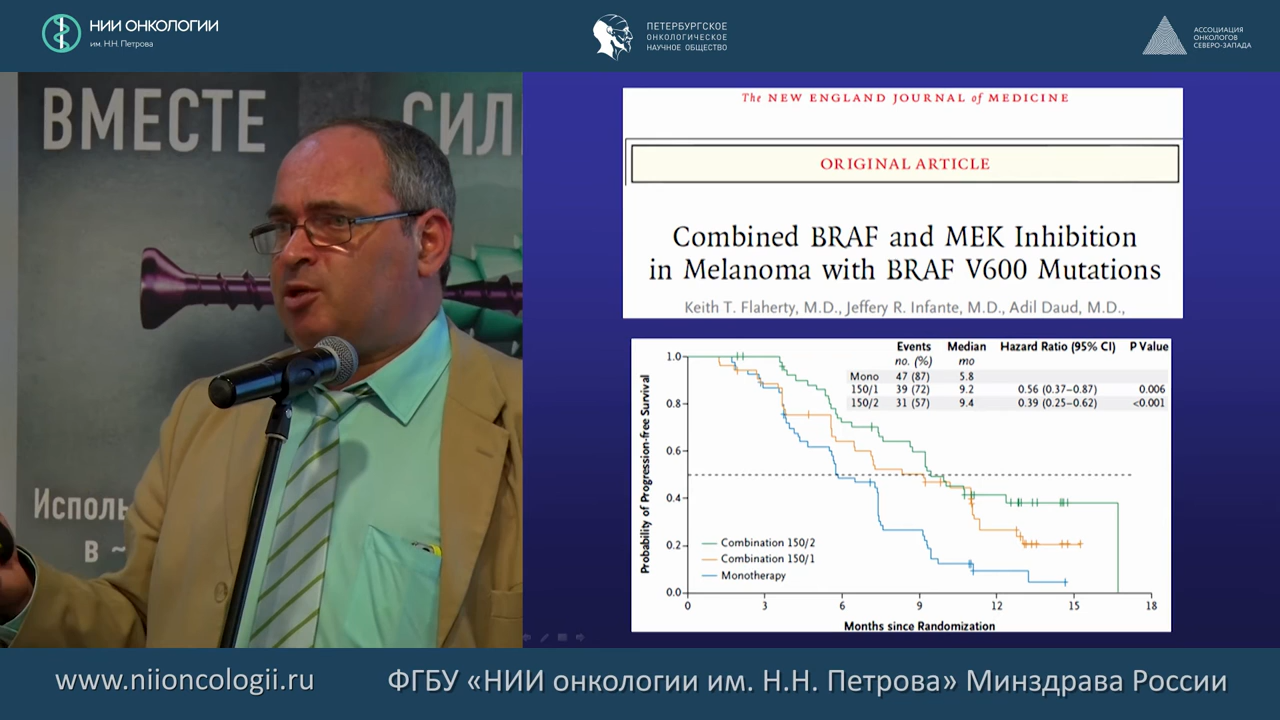 НИИ ОНКОЛОГИИ
им. Н.Н. Петрова
ПЕТЕРБУРГСКОЕ
ОНКОЛОГИЧЕСКОЕ
НАУЧНОЕ ОБЩЕСТВО
АССОЦИАЦИЯ
ОНКОЛОГОВ
СЕВЕРО-ЗАПАДА
ВМЕСТЕ
СИЛ
Исполь
в ~
The NEW ENGLAND JOURNAL of MEDICINE
ORIGINAL ARTICLE
Combined BRAF and MEK Inhibition
in Melanoma with BRAF V600 Mutations
Keith T. Flaherty, M.D., Jeffery R. Infante, M.D., Adil Daud, M.D.,
Events Median Hazard Ratio (95% CI) P Value
no. (%) mo
Mono 47 (87) 5.8
150/1 39 (72) 9.2 0.56 (0.37–0.87) 0.006
150/2 31 (57) 9.4 0.39 (0.25–0.62) <0.001
Probability of Progression-free Survival
1.0
0.8
0.6
0.4
0.2
0.0
Combination 150/2
Combination 150/1
Monotherapy
0 3 6 9 12 15 18
Months since Randomization
www.niioncologii.ru
ФГБУ «НИИ онкологии им. Н.Н. Петрова» Минздрава России